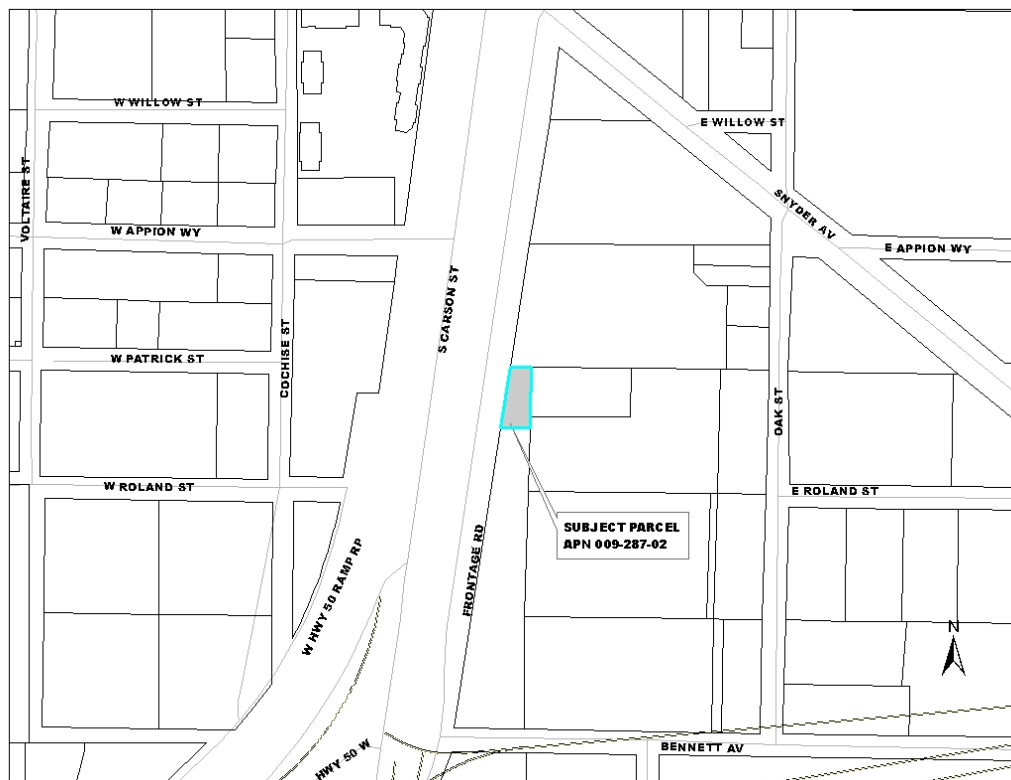 W WILLOW ST
E WILLOW ST
VOLTAIRE ST
SNYDER AV
W APPION WY
E APPION WY
S CARSON ST
W PATRICK ST
COCHISE ST
OAK ST
W ROLAND ST
E ROLAND ST
SUBJECT PARCEL
APN 009-287-02
FRONTAGE RD
W HWY 50 RAMP RP
N
HWY 50 W
BENNETT AV